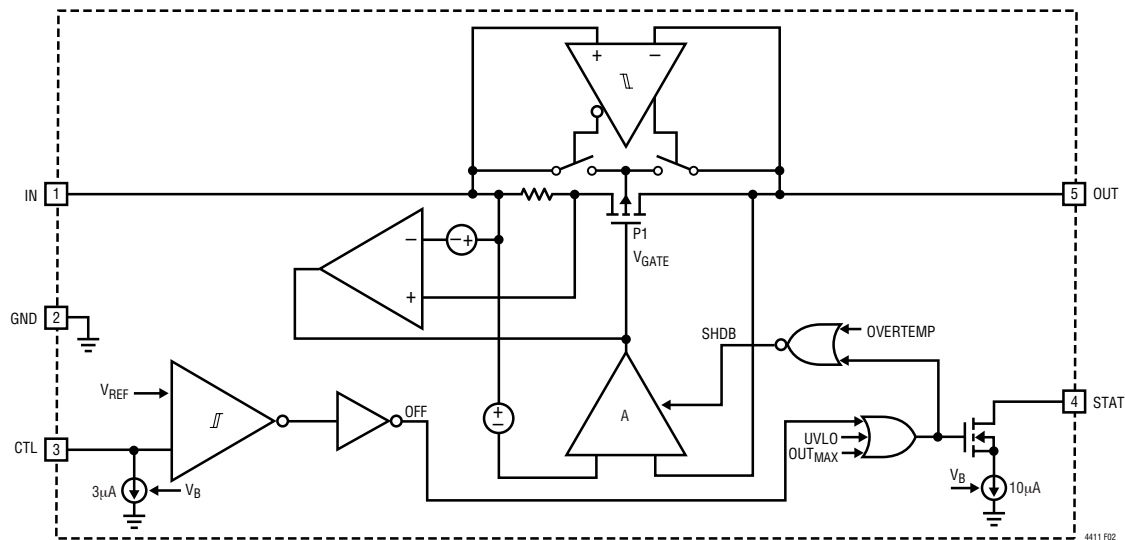 + −
IN 1
5 OUT
P1
− − +
V_GATE
+
GND 2
SHDB
OVERTEMP
V_REF
4 STAT
OFF
+
−
A
UVLO
CTL 3
OUT_MAX
3μA
V_B
V_B
10μA
4411 F02